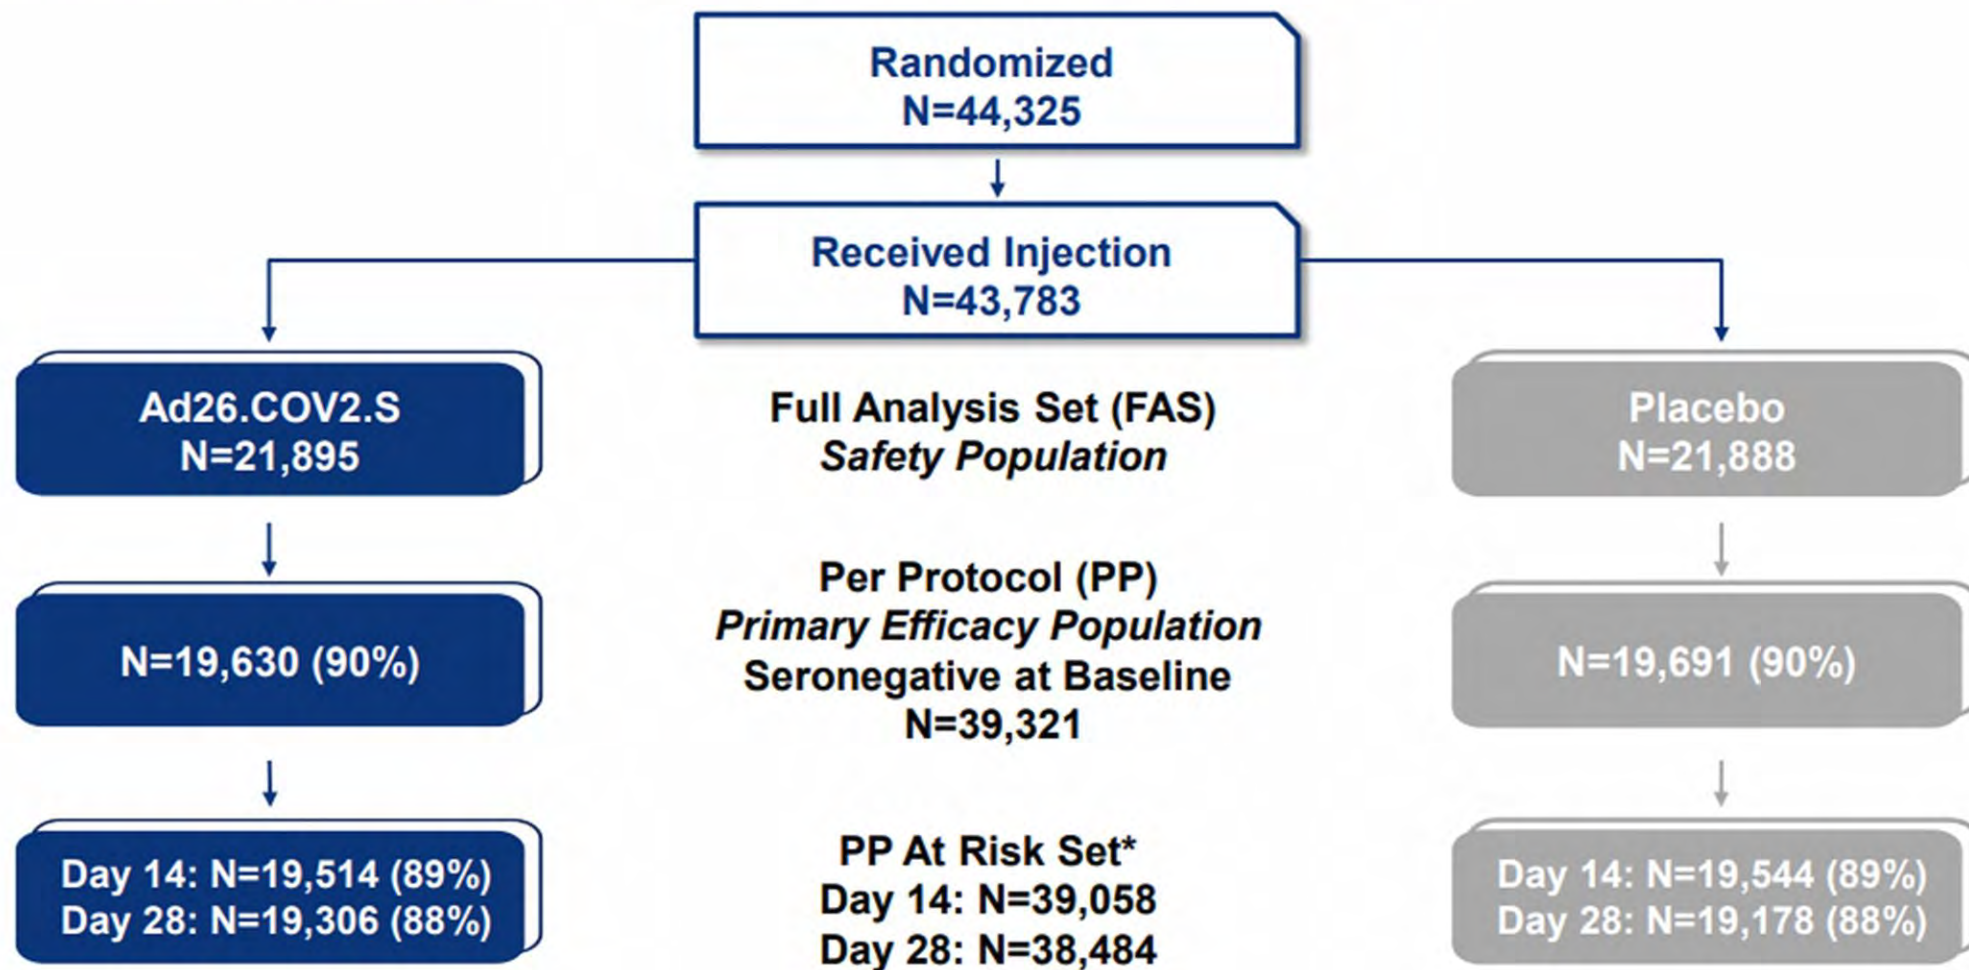 Randomized
N=44,325
Received Injection
N=43,783
Ad26.COV2.S
N=21,895
Full Analysis Set (FAS)
Safety Population
Placebo
N=21,888
N=19,630 (90%)
Per Protocol (PP)
Primary Efficacy Population
Seronegative at Baseline
N=39,321
N=19,691 (90%)
Day 14: N=19,514 (89%)
Day 28: N=19,306 (88%)
PP At Risk Set*
Day 14: N=39,058
Day 28: N=38,484
Day 14: N=19,544 (89%)
Day 28: N=19,178 (88%)